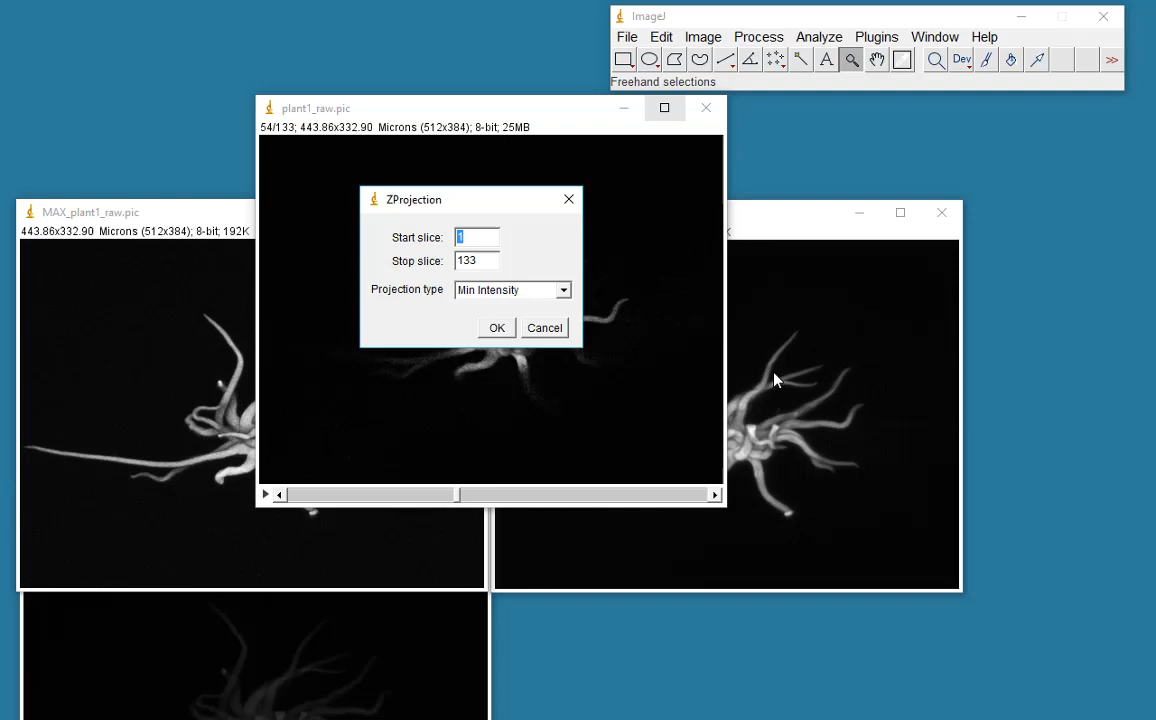 ImageJ
File Edit Image Process Analyze Plugins Window Help
A Dev >>
Freehand selections
plant1_raw.pic
54/133; 443.86x332.90 Microns (512x384); 8-bit; 25MB
ZProjection
Start slice: 1
Stop slice: 133
Projection type Min Intensity
OK Cancel
MAX_plant1_raw.pic
443.86x332.90 Microns (512x384); 8-bit; 192K
K